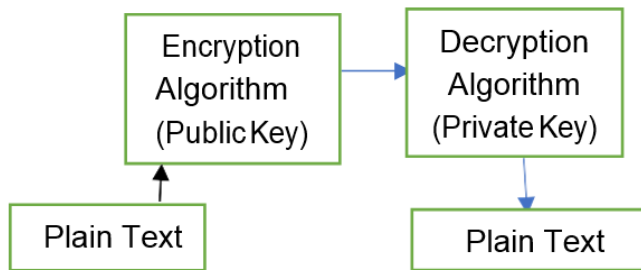 Encryption
Algorithm
(Public Key)
Decryption
Algorithm
(Private Key)
Plain Text
Plain Text